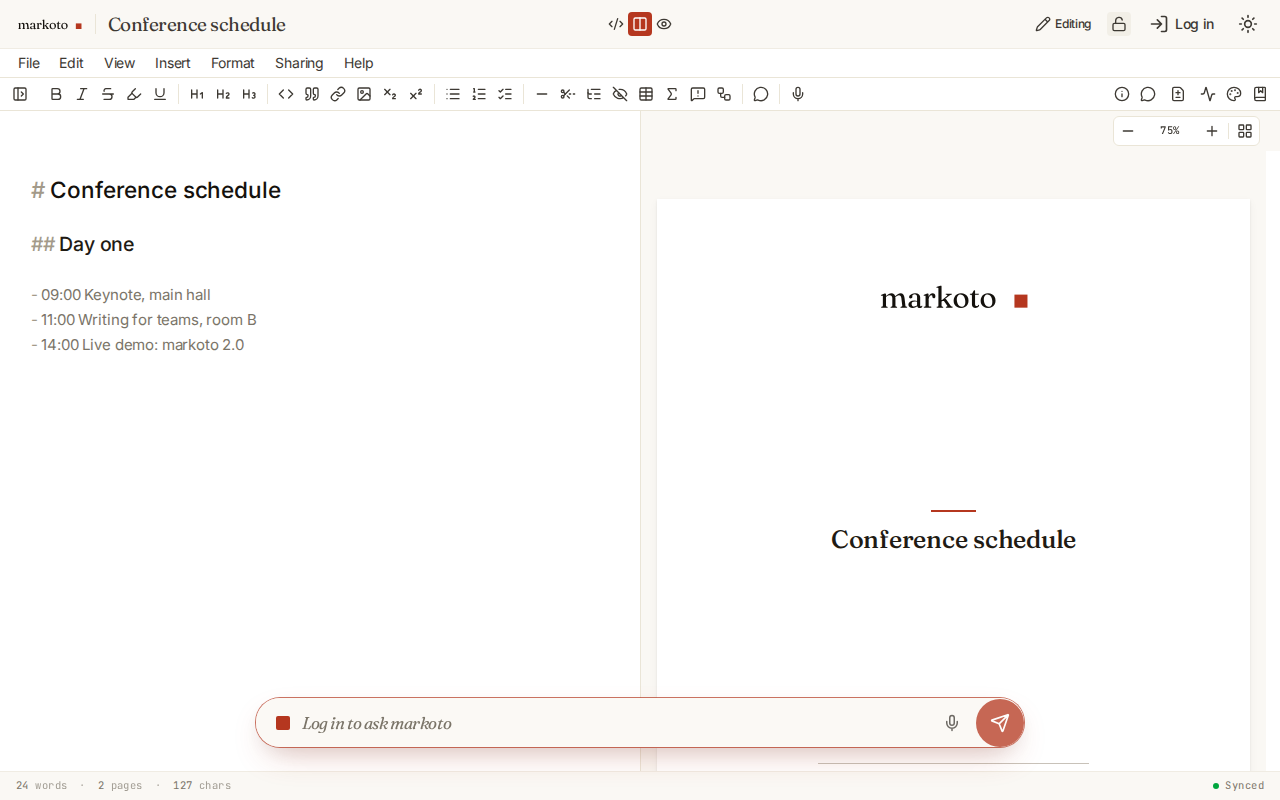 markoto
Conference schedule
Editing
Log in
File Edit View Insert Format Sharing Help
B I S U H1 H2 H3 X2 X2
75%
# Conference schedule
## Day one
- 09:00 Keynote, main hall
- 11:00 Writing for teams, room B
- 14:00 Live demo: markoto 2.0
markoto
Conference schedule
Log in to ask markoto
24 words · 2 pages · 127 chars
Synced